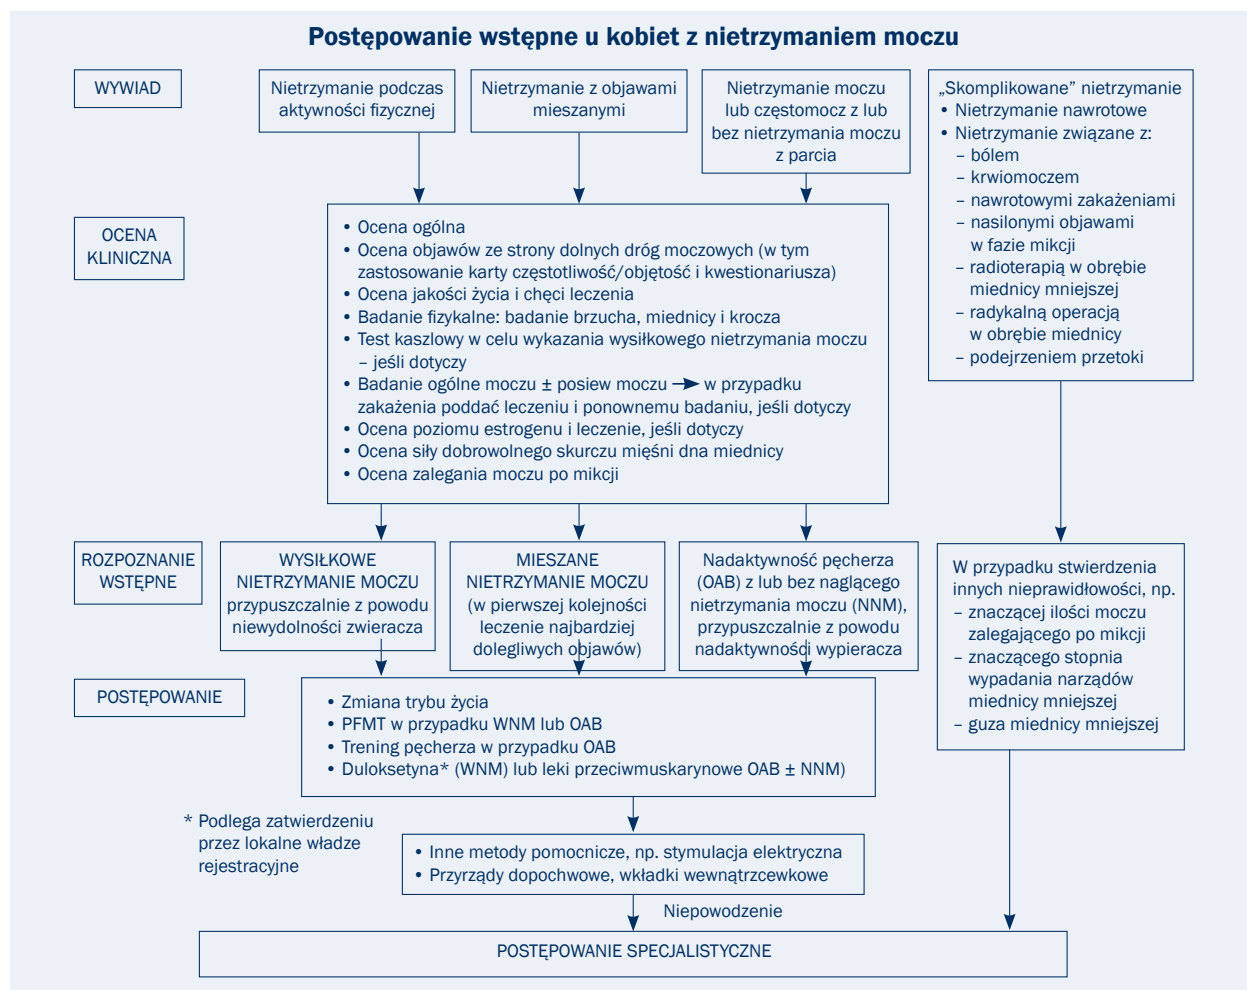 Postępowanie wstępne u kobiet z nietrzymaniem moczu
WYWIAD
Nietrzymanie podczas
aktywności fizycznej
Nietrzymanie z objawami
mieszanymi
Nietrzymanie moczu
lub częstomocz z lub
bez nietrzymania moczu
z parcia
„Skomplikowane” nietrzymanie
• Nietrzymanie nawrotowe
• Nietrzymanie związane z:
– bólem
– krwiomoczem
– nawrotowymi zakażeniami
– nasilonymi objawami
w fazie mikcji
– radioterapią w obrębie
miednicy mniejszej
– radykalną operacją
w obrębie miednicy
– podejrzeniem przetoki
OCENA
KLINICZNA
• Ocena ogólna
• Ocena objawów ze strony dolnych dróg moczowych (w tym
zastosowanie karty częstotliwość/objętość i kwestionariusza)
• Ocena jakości życia i chęci leczenia
• Badanie fizykalne: badanie brzucha, miednicy i krocza
• Test kaszlowy w celu wykazania wysiłkowego nietrzymania moczu
– jeśli dotyczy
• Badanie ogólne moczu ± posiew moczu → w przypadku
zakażenia poddać leczeniu i ponownemu badaniu, jeśli dotyczy
• Ocena poziomu estrogenu i leczenie, jeśli dotyczy
• Ocena siły dobrowolnego skurczu mięśni dna miednicy
• Ocena zalegania moczu po mikcji
ROZPOZNANIE
WSTĘPNE
WYSIŁKOWE
NIETRZYMANIE MOCZU
przypuszczalnie z powodu
niewydolności zwieracza
MIESZANE
NIETRZYMANIE MOCZU
(w pierwszej kolejności
leczenie najbardziej
dolegliwych objawów)
Nadaktywność pęcherza
(OAB) z lub bez naglącego
nietrzymania moczu (NNM),
przypuszczalnie z powodu
nadaktywności wypieracza
W przypadku stwierdzenia
innych nieprawidłowości, np.
– znaczącej ilości moczu
zalegającego po mikcji
– znaczącego stopnia
wypadania narządów
miednicy mniejszej
– guza miednicy mniejszej
POSTĘPOWANIE
• Zmiana trybu życia
• PFMT w przypadku WNM lub OAB
• Trening pęcherza w przypadku OAB
• Duloksetyna* (WNM) lub leki przeciwmuskarynowe OAB ± NNM)
* Podlega zatwierdzeniu
przez lokalne władze
rejestracyjne
• Inne metody pomocnicze, np. stymulacja elektryczna
• Przyrządy dopochwowe, wkładki wewnątrzcewkowe
Niepowodzenie
POSTĘPOWANIE SPECJALISTYCZNE